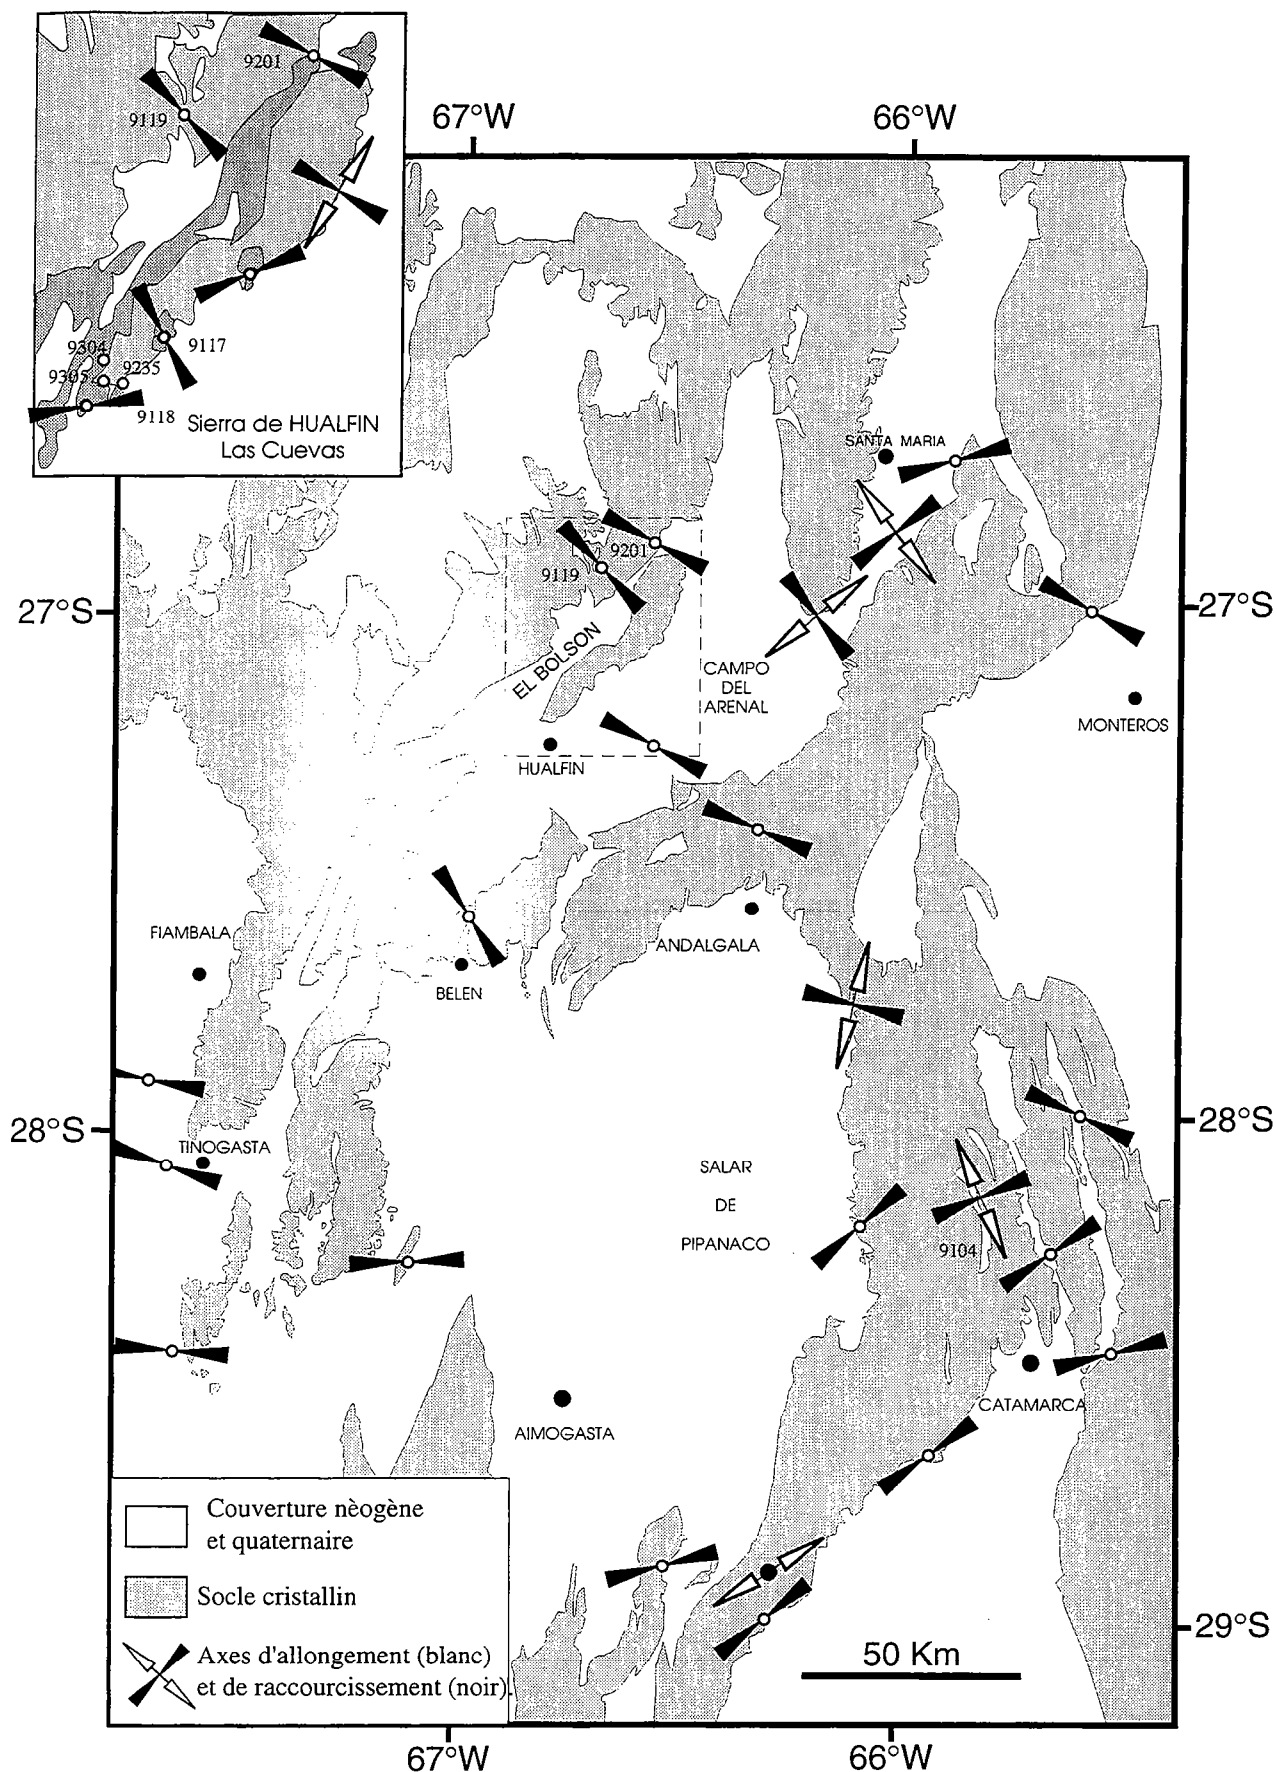 9201
9119
9117
9304
9305
9235
9118
Sierra de HUALFIN
Las Cuevas
67°W
66°W
SANTA MARIA
9201
9119
27°S
27°S
EL BOLSON
CAMPO
DEL
ARENAL
MONTEROS
HUALFIN
FIAMBALA
ANDALGALA
BELEN
28°S
28°S
TINOGASTA
SALAR
DE
PIPANACO
9104
CATAMARCA
AIMOGASTA
Couverture nèogène
et quaternaire
Socle cristallin
Axes d'allongement (blanc)
et de raccourcissement (noir).
50 Km
29°S
67°W
66°W